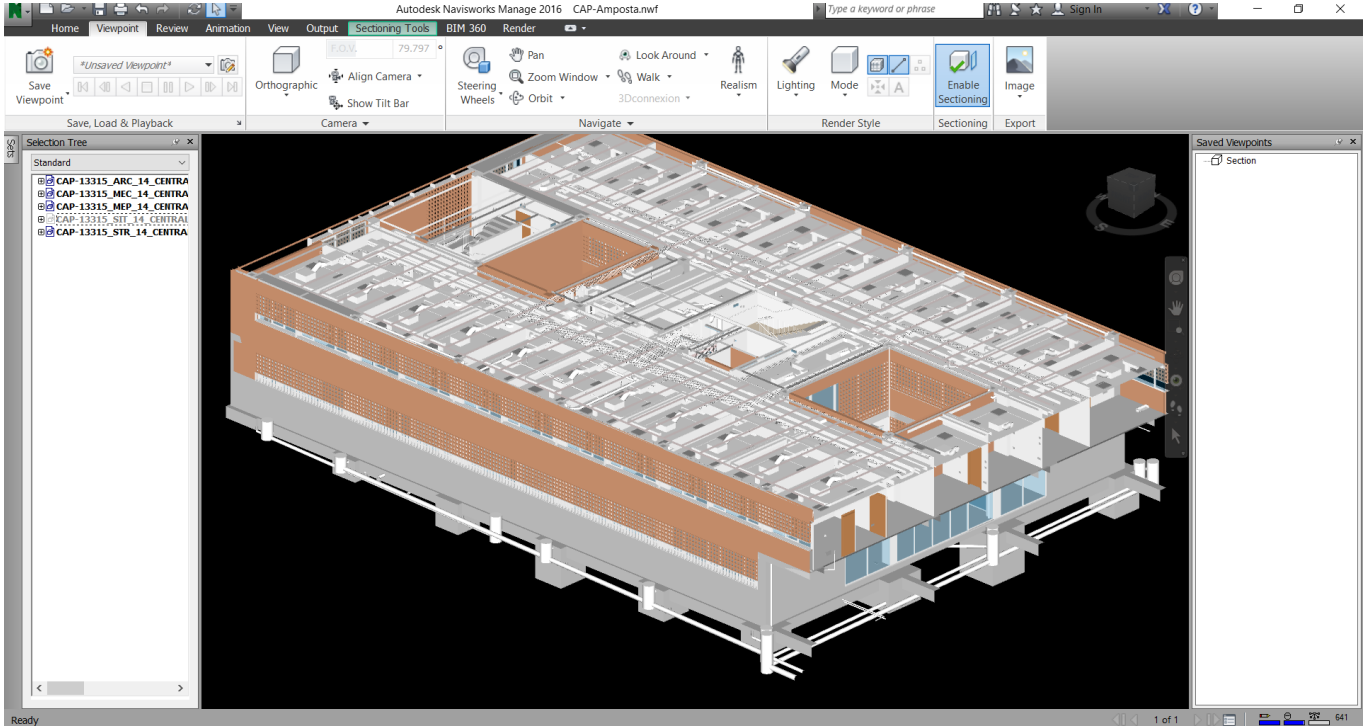 Autodesk Navisworks Manage 2016 CAP-Amposta.nwf
Type a keyword or phrase
Sign In
Home Viewpoint Review Animation View Output Sectioning Tools BIM 360 Render
Save Viewpoint
*Unsaved Viewpoint*
Save, Load & Playback
Orthographic
F.O.V. 79.797 °
Align Camera
Show Tilt Bar
Camera
Steering Wheels
Pan
Zoom Window
Orbit
Look Around
Walk
3Dconnexion
Realism
Navigate
Lighting
Mode
A
Render Style
Enable Sectioning
Sectioning
Image
Export
Sets
Selection Tree
Standard
CAP-13315_ARC_14_CENTRA
CAP-13315_MEC_14_CENTRA
CAP-13315_MEP_14_CENTRA
CAP-13315_SIT_14_CENTRAL
CAP-13315_STR_14_CENTRA
Saved Viewpoints
Section
S
Ready
1 of 1
641